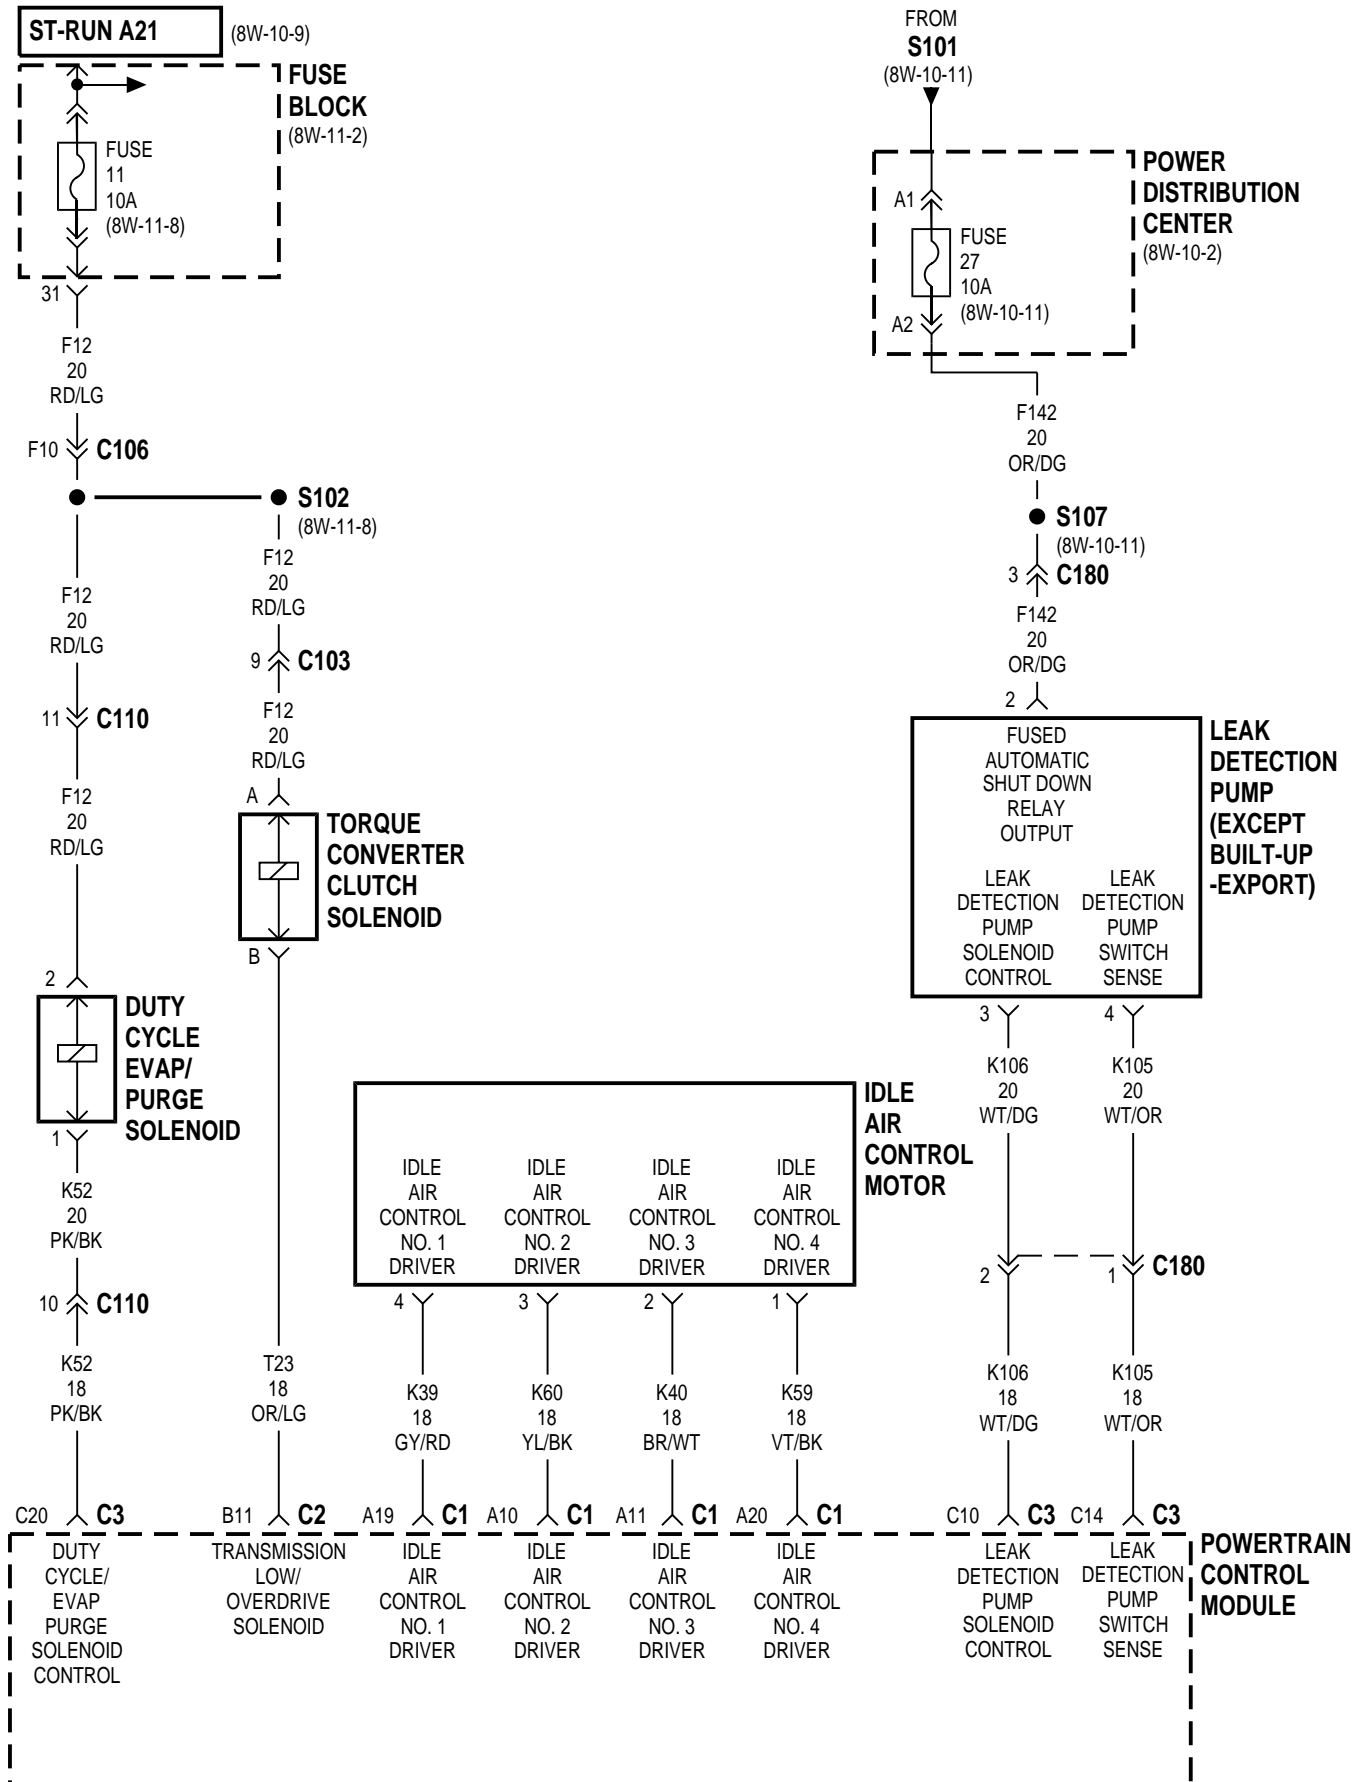 ST-RUN A21
(8W-10-9)
FUSE
BLOCK
(8W-11-2)
FUSE
11
10A
(8W-11-8)
31
F12
20
RD/LG
F10
C106
S102
(8W-11-8)
F12
20
RD/LG
11
C110
F12
20
RD/LG
2
DUTY
CYCLE
EVAP/
PURGE
SOLENOID
1
K52
20
PK/BK
10
C110
K52
18
PK/BK
C20
C3
F12
20
RD/LG
9
C103
F12
20
RD/LG
A
TORQUE
CONVERTER
CLUTCH
SOLENOID
B
T23
18
OR/LG
B11
C2
FROM
S101
(8W-10-11)
POWER
DISTRIBUTION
CENTER
(8W-10-2)
A1
FUSE
27
10A
(8W-10-11)
A2
F142
20
OR/DG
S107
(8W-10-11)
3
C180
F142
20
OR/DG
2
FUSED
AUTOMATIC
SHUT DOWN
RELAY
OUTPUT
LEAK
DETECTION
PUMP
(EXCEPT
BUILT-UP
-EXPORT)
LEAK
DETECTION
PUMP
SOLENOID
CONTROL
LEAK
DETECTION
PUMP
SWITCH
SENSE
3
4
K106
20
WT/DG
K105
20
WT/OR
2
1
C180
K106
18
WT/DG
K105
18
WT/OR
C10
C3
C14
C3
IDLE
AIR
CONTROL
MOTOR
IDLE
AIR
CONTROL
NO. 1
DRIVER
IDLE
AIR
CONTROL
NO. 2
DRIVER
IDLE
AIR
CONTROL
NO. 3
DRIVER
IDLE
AIR
CONTROL
NO. 4
DRIVER
4
3
2
1
K39
18
GY/RD
K60
18
YL/BK
K40
18
BR/WT
K59
18
VT/BK
A19
C1
A10
C1
A11
C1
A20
C1
POWERTRAIN
CONTROL
MODULE
DUTY
CYCLE/
EVAP
PURGE
SOLENOID
CONTROL
TRANSMISSION
LOW/
OVERDRIVE
SOLENOID
IDLE
AIR
CONTROL
NO. 1
DRIVER
IDLE
AIR
CONTROL
NO. 2
DRIVER
IDLE
AIR
CONTROL
NO. 3
DRIVER
IDLE
AIR
CONTROL
NO. 4
DRIVER
LEAK
DETECTION
PUMP
SOLENOID
CONTROL
LEAK
DETECTION
PUMP
SWITCH
SENSE